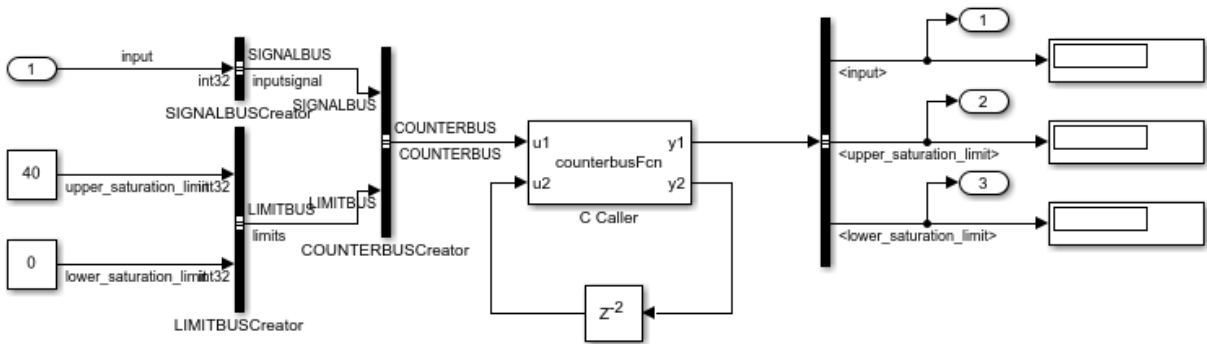 1
input
int32
SIGNALBUS
inputsignal
SIGNALBUSCreator
SIGNALBUS
40
upper_saturation_limit
int32
0
lower_saturation_limit
int32
LIMITBUS
limits
LIMITBUSCreator
LIMITBUS
COUNTERBUSCreator
COUNTERBUS
COUNTERBUS
u1
u2
counterbusFcn
y1
y2
C Caller
Z-2
1
<input>
2
<upper_saturation_limit>
3
<lower_saturation_limit>